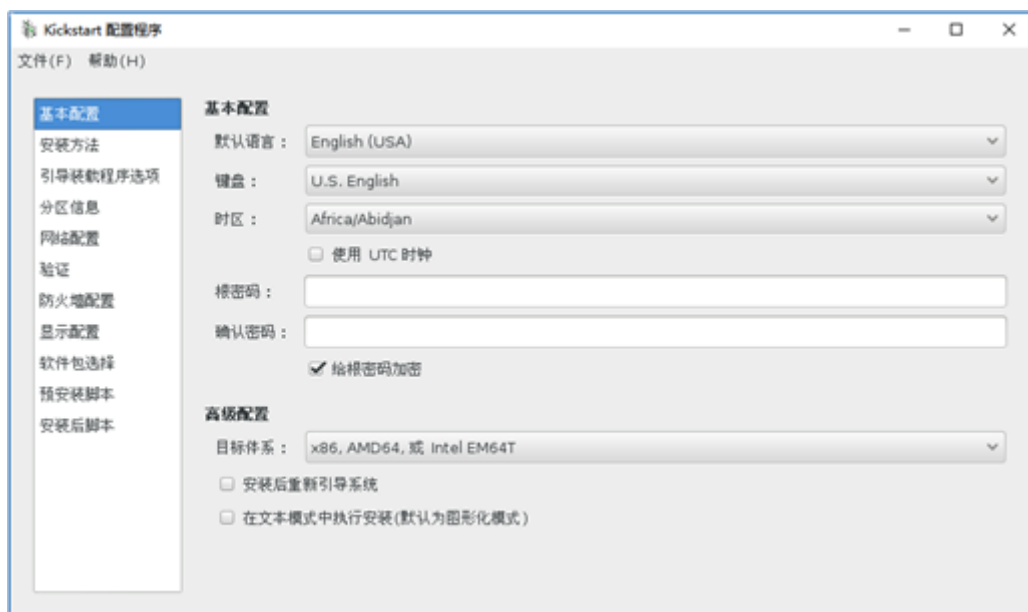 Kickstart 配置程序
文件(F) 帮助(H)
基本配置
安装方法
引导装载程序选项
分区信息
网络配置
验证
防火墙配置
显示配置
软件包选择
预安装脚本
安装后脚本
基本配置
默认语言： English (USA)
键盘： U.S. English
时区： Africa/Abidjan
使用 UTC 时钟
根密码：
确认密码：
给根密码加密
高级配置
目标体系： x86, AMD64, 或 Intel EM64T
安装后重新引导系统
在文本模式中执行安装(默认为图形化模式)